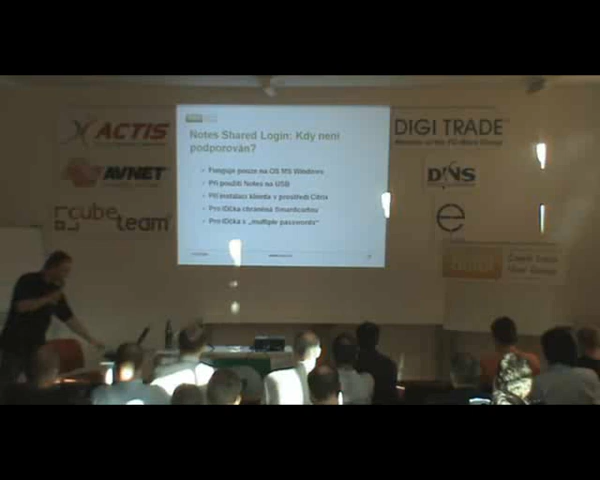 Notes Shared Login: Kdy není
podporován?
Funguje pouze na OS MS Windows
Při použití Notes na USB
Při instalaci klienta v prostředí Citrix
Pro IDčka chráněná Smartcartou
Pro IDčka s „multiple passwords“
ACTIS
AVNET
cube
team
DIGI TRADE
DNS
e